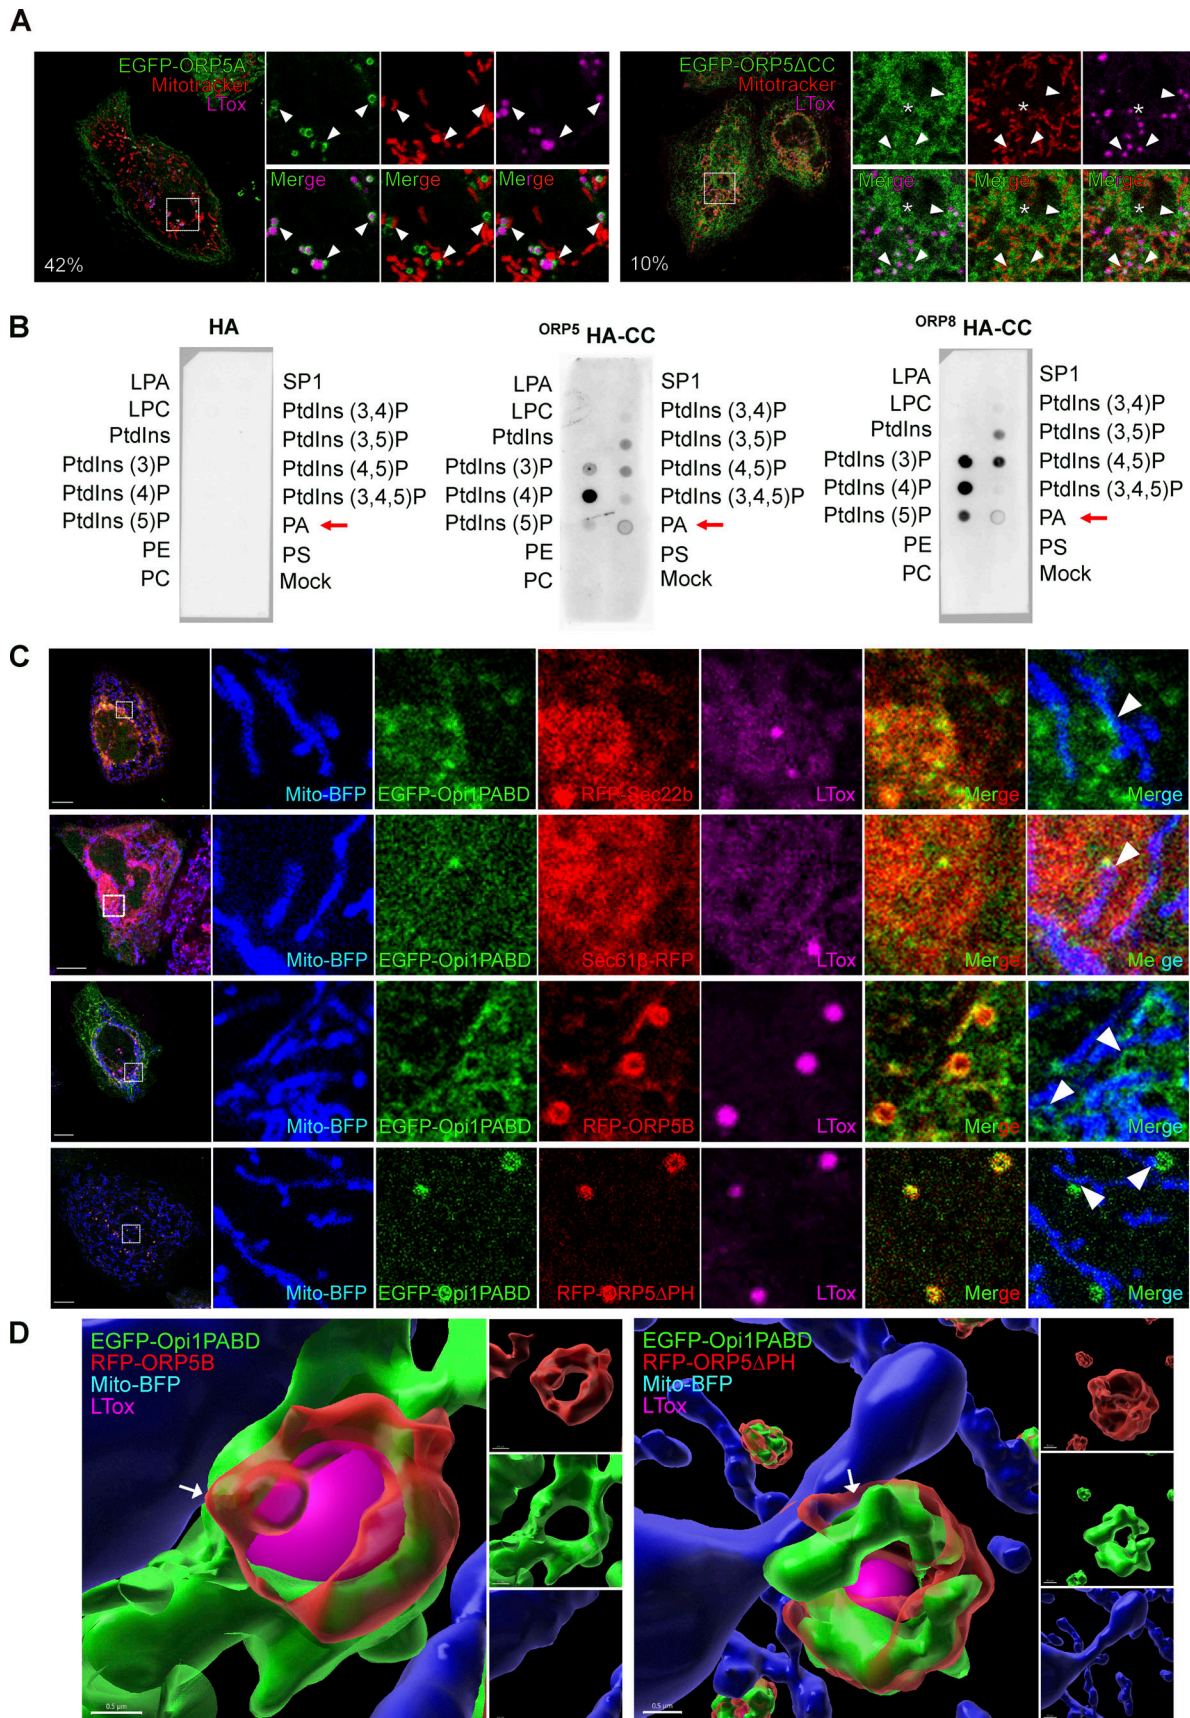 A
EGFP-ORP5A
Mitotracker
LTox
42%
Merge
Merge
Merge
EGFP-ORP5ΔCC
Mitotracker
LTox
10%
*
*
*
Merge
Merge
Merge
*
*
*
B
HA
LPA
LPC
PtdIns
PtdIns (3)P
PtdIns (4)P
PtdIns (5)P
PE
PC
SP1
PtdIns (3,4)P
PtdIns (3,5)P
PtdIns (4,5)P
PtdIns (3,4,5)P
PA
PS
Mock
ORP5 HA-CC
LPA
LPC
PtdIns
PtdIns (3)P
PtdIns (4)P
PtdIns (5)P
PE
PC
SP1
PtdIns (3,4)P
PtdIns (3,5)P
PtdIns (4,5)P
PtdIns (3,4,5)P
PA
PS
Mock
ORP8 HA-CC
LPA
LPC
PtdIns
PtdIns (3)P
PtdIns (4)P
PtdIns (5)P
PE
PC
SP1
PtdIns (3,4)P
PtdIns (3,5)P
PtdIns (4,5)P
PtdIns (3,4,5)P
PA
PS
Mock
C
Mito-BFP EGFP-Opi1PABD RFP-Sec22b LTox Merge Merge
Mito-BFP EGFP-Opi1PABD Sec61β-RFP LTox Merge Merge
Mito-BFP EGFP-Opi1PABD RFP-ORP5B LTox Merge Merge
Mito-BFP EGFP-Opi1PABD RFP-ORP5ΔPH LTox Merge Merge
D
EGFP-Opi1PABD
RFP-ORP5B
Mito-BFP
LTox
0.5 µm
EGFP-Opi1PABD
RFP-ORP5ΔPH
Mito-BFP
LTox
0.5 µm